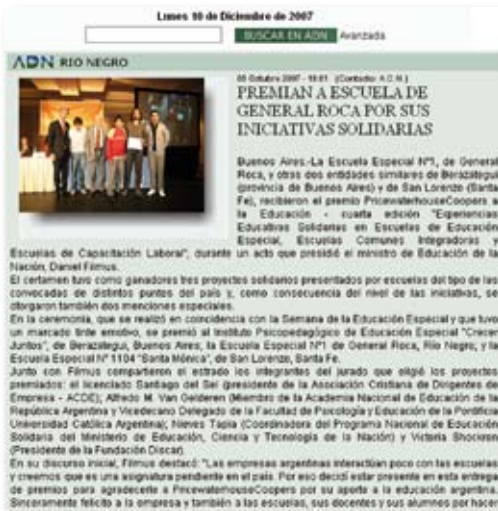 Lunes 10 de Diciembre de 2007
BUSCAR EN ADN Avanzada
ADN RIO NEGRO
05 Octubre 2007 - 18:01
PREMIAN A ESCUELA DE
GENERAL ROCA POR SUS
INICIATIVAS SOLIDARIAS
Buenos Aires.-La Escuela Especial Nº1, de General
Roca, y otras dos entidades similares de Berazategui
(provincia de Buenos Aires) y de San Lorenzo (Santa
Fe), recibieron el premio PricewaterhouseCoopers a
la Educación - cuarta edición "Experiencias
Educativas Solidarias en Escuelas de Educación
Especial, Escuelas Comunes Integradoras y
Escuelas de Capacitación Laboral", durante un acto que presidió el ministro de Educación de la
Nación, Daniel Filmus.
El certamen tuvo como ganadores tres proyectos solidarios presentados por escuelas del tipo de las
convocadas de distintos puntos del país y, como consecuencia del nivel de las iniciativas, se
otorgaron también dos menciones especiales.
En la ceremonia, que se realizó en coincidencia con la Semana de la Educación Especial y que tuvo
un marcado tinte emotivo, se premió al Instituto Psicopedagógico de Educación Especial "Crecer
Juntos", de Berazategui, Buenos Aires; la Escuela Especial Nº1 de General Roca, Río Negro, y la
Escuela Especial Nº 1104 "Santa Mónica", de San Lorenzo, Santa Fe.
Junto con Filmus compartieron el estrado los integrantes del jurado que eligió los proyectos
premiados: el licenciado Santiago del Sel (presidente de la Asociación Cristiana de Dirigentes de
Empresa - ACDE); Alfredo M. Van Gelderen (Miembro de la Academia Nacional de Educación de la
República Argentina y Vicedecano Delegado de la Facultad de Psicología y Educación de la Pontificia
Universidad Católica Argentina); Nieves Tapia (Coordinadora del Programa Nacional de Educación
Solidaria del Ministerio de Educación, Ciencia y Tecnología de la Nación) y Victoria Shocrron
(Presidente de la Fundación Discar).
En su discurso inicial, Filmus destacó: "Las empresas argentinas interactúan poco con las escuelas
y creemos que es una asignatura pendiente en el país. Por eso decidí estar presente en esta entrega
de premios para agradecerle a PricewaterhouseCoopers por su aporte a la educación argentina.
Sinceramente felicito a la empresa y también a las escuelas, sus docentes y sus alumnos por hacer